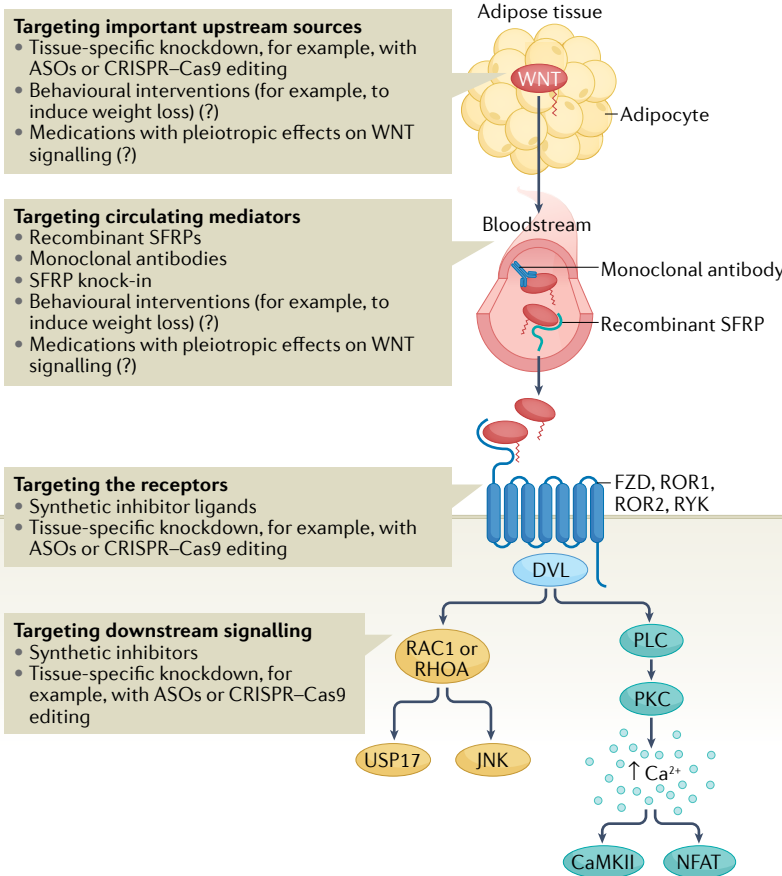 Targeting important upstream sources
• Tissue-specific knockdown, for example, with
ASOs or CRISPR–Cas9 editing
• Behavioural interventions (for example, to
induce weight loss) (?)
• Medications with pleiotropic effects on WNT
signalling (?)
Adipose tissue
WNT
Adipocyte
Targeting circulating mediators
• Recombinant SFRPs
• Monoclonal antibodies
• SFRP knock-in
• Behavioural interventions (for example, to
induce weight loss) (?)
• Medications with pleiotropic effects on WNT
signalling (?)
Bloodstream
Monoclonal antibody
Recombinant SFRP
Targeting the receptors
• Synthetic inhibitor ligands
• Tissue-specific knockdown, for example, with
ASOs or CRISPR–Cas9 editing
FZD, ROR1,
ROR2, RYK
DVL
Targeting downstream signalling
• Synthetic inhibitors
• Tissue-specific knockdown, for
example, with ASOs or CRISPR–Cas9
editing
RAC1 or
RHOA
PLC
PKC
USP17
JNK
↑ Ca²⁺
CaMKII
NFAT